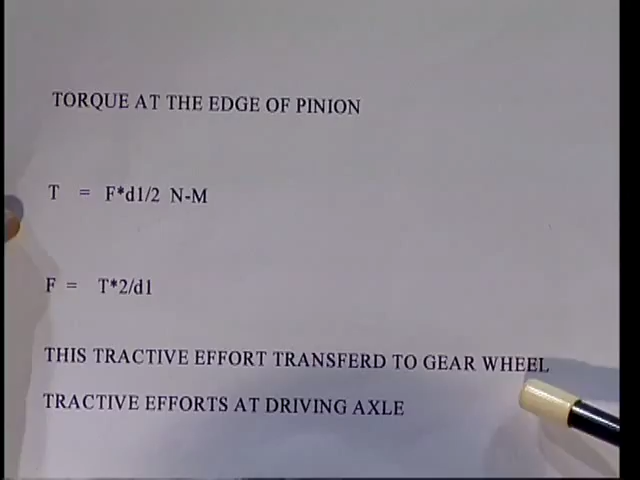 TORQUE AT THE EDGE OF PINION
T = F*d1/2 N-M
F = T*2/d1
THIS TRACTIVE EFFORT TRANSFERD TO GEAR WHEEL
TRACTIVE EFFORTS AT DRIVING AXLE